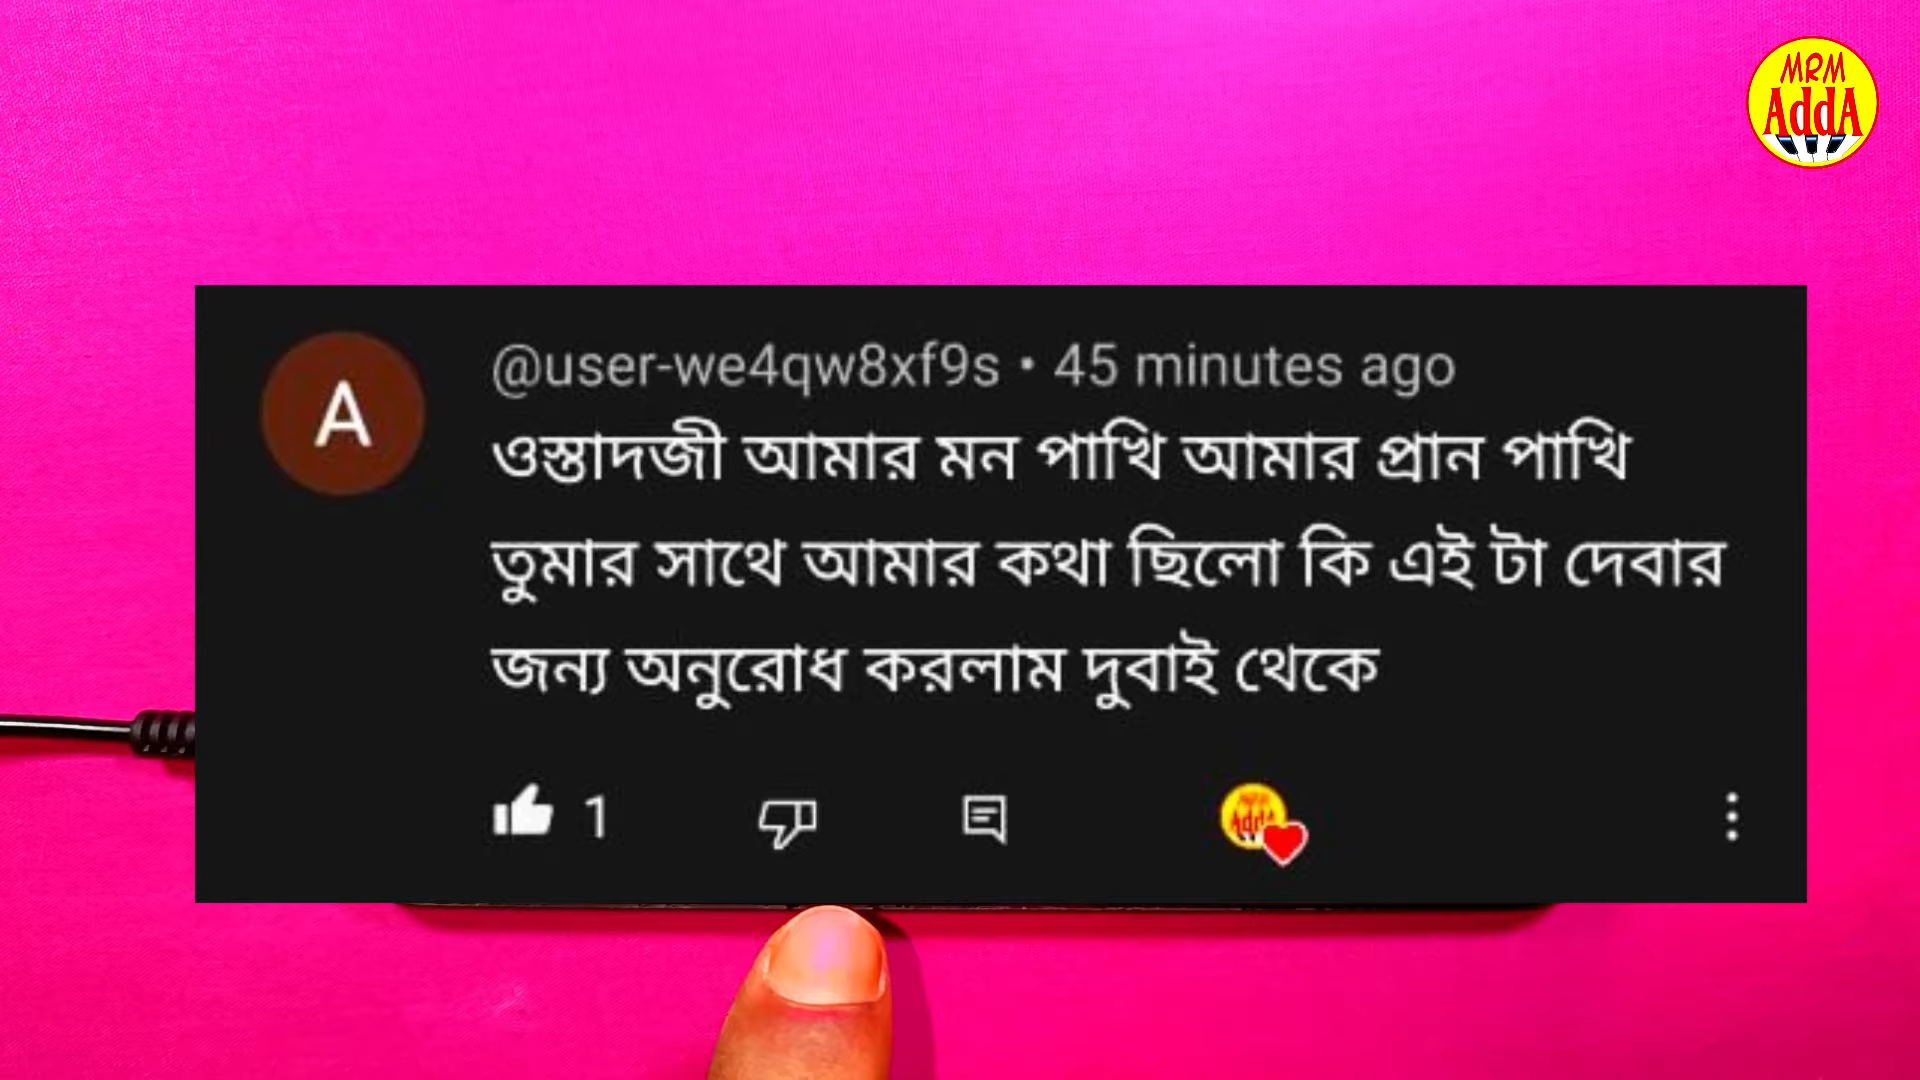 MRM
AddA
A
@user-we4qw8xf9s • 45 minutes ago
ওস্তাদজী আমার মন পাখি আমার প্রান পাখি
তুমার সাথে আমার কথা ছিলো কি এই টা দেবার
জন্য অনুরোধ করলাম দুবাই থেকে
1